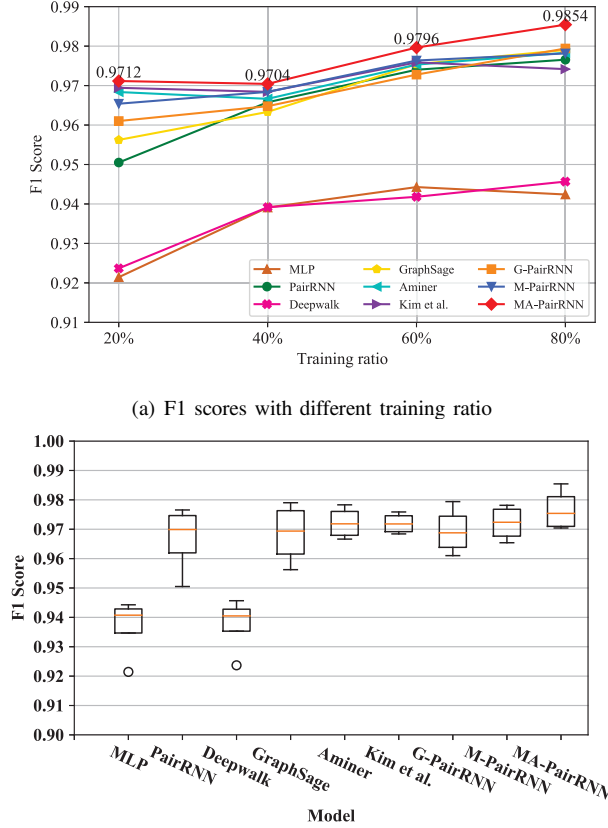 0.99
0.98
0.97
0.96
0.95
0.94
0.93
0.92
0.91
F1 Score
0.9712
0.9704
0.9796
0.9854
MLP
PairRNN
Deepwalk
GraphSage
Aminer
Kim et al.
G-PairRNN
M-PairRNN
MA-PairRNN
20% 40% 60% 80%
Training ratio
(a) F1 scores with different training ratio
1.00
0.99
0.98
0.97
0.96
0.95
0.94
0.93
0.92
0.91
0.90
F1 Score
MLP
PairRNN
Deepwalk
GraphSage
Aminer
Kim et al.
G-PairRNN
M-PairRNN
MA-PairRNN
Model